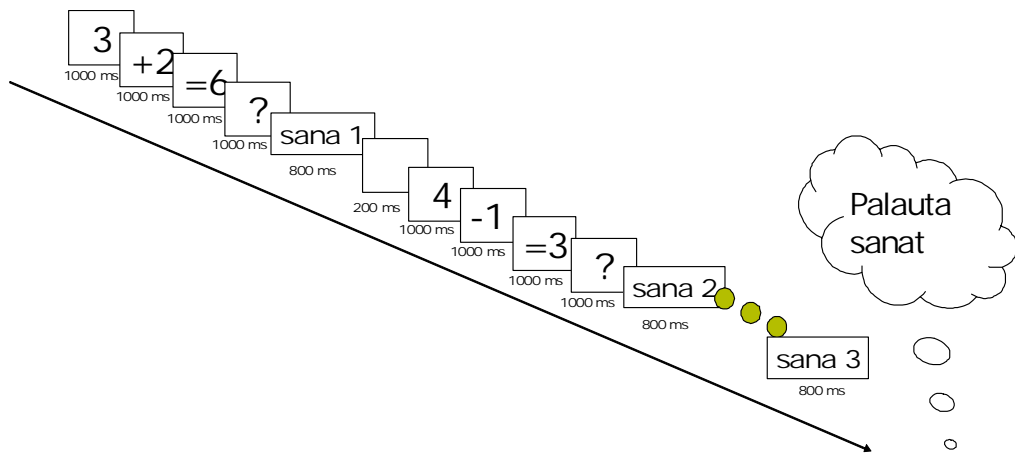 3
1000 ms
+2
1000 ms
=6
1000 ms
?
1000 ms
sana 1
800 ms
200 ms
4
1000 ms
-1
1000 ms
=3
1000 ms
?
1000 ms
sana 2
800 ms
sana 3
800 ms
Palauta
sanat